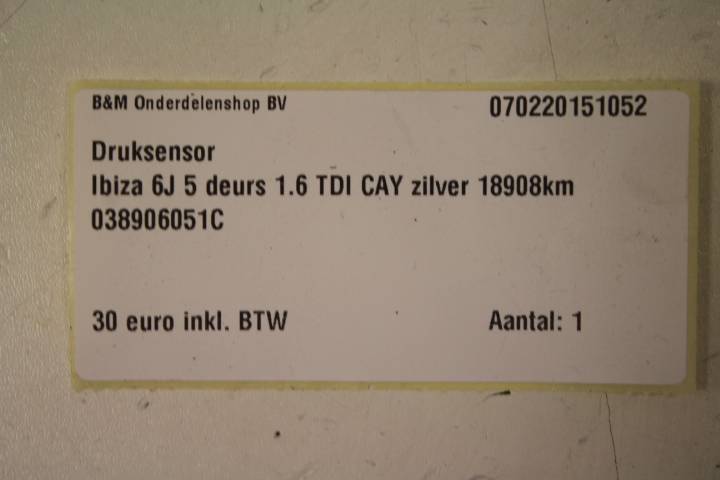 B&M Onderdelenshop BV 070220151052
Druksensor
Ibiza 6J 5 deurs 1.6 TDI CAY zilver 18908km
038906051C
30 euro inkl. BTW Aantal: 1